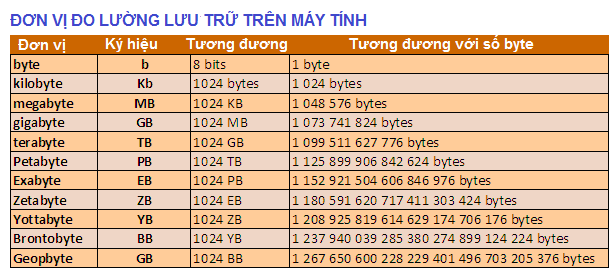 ĐƠN VỊ ĐO LƯỜNG LƯU TRỮ TRÊN MÁY TÍNH
Đơn vị Ký hiệu Tương đương Tương đương với số byte
byte b 8 bits 1 byte
kilobyte Kb 1024 bytes 1 024 bytes
megabyte MB 1024 KB 1 048 576 bytes
gigabyte GB 1024 MB 1 073 741 824 bytes
terabyte TB 1024 GB 1 099 511 627 776 bytes
Petabyte PB 1024 TB 1 125 899 906 842 624 bytes
Exabyte EB 1024 PB 1 152 921 504 606 846 976 bytes
Zetabyte ZB 1024 EB 1 180 591 620 717 411 303 424 bytes
Yottabyte YB 1024 ZB 1 208 925 819 614 629 174 706 176 bytes
Brontobyte BB 1024 YB 1 237 940 039 285 380 274 899 124 224 bytes
Geopbyte GB 1024 BB 1 267 650 600 228 229 401 496 703 205 376 bytes